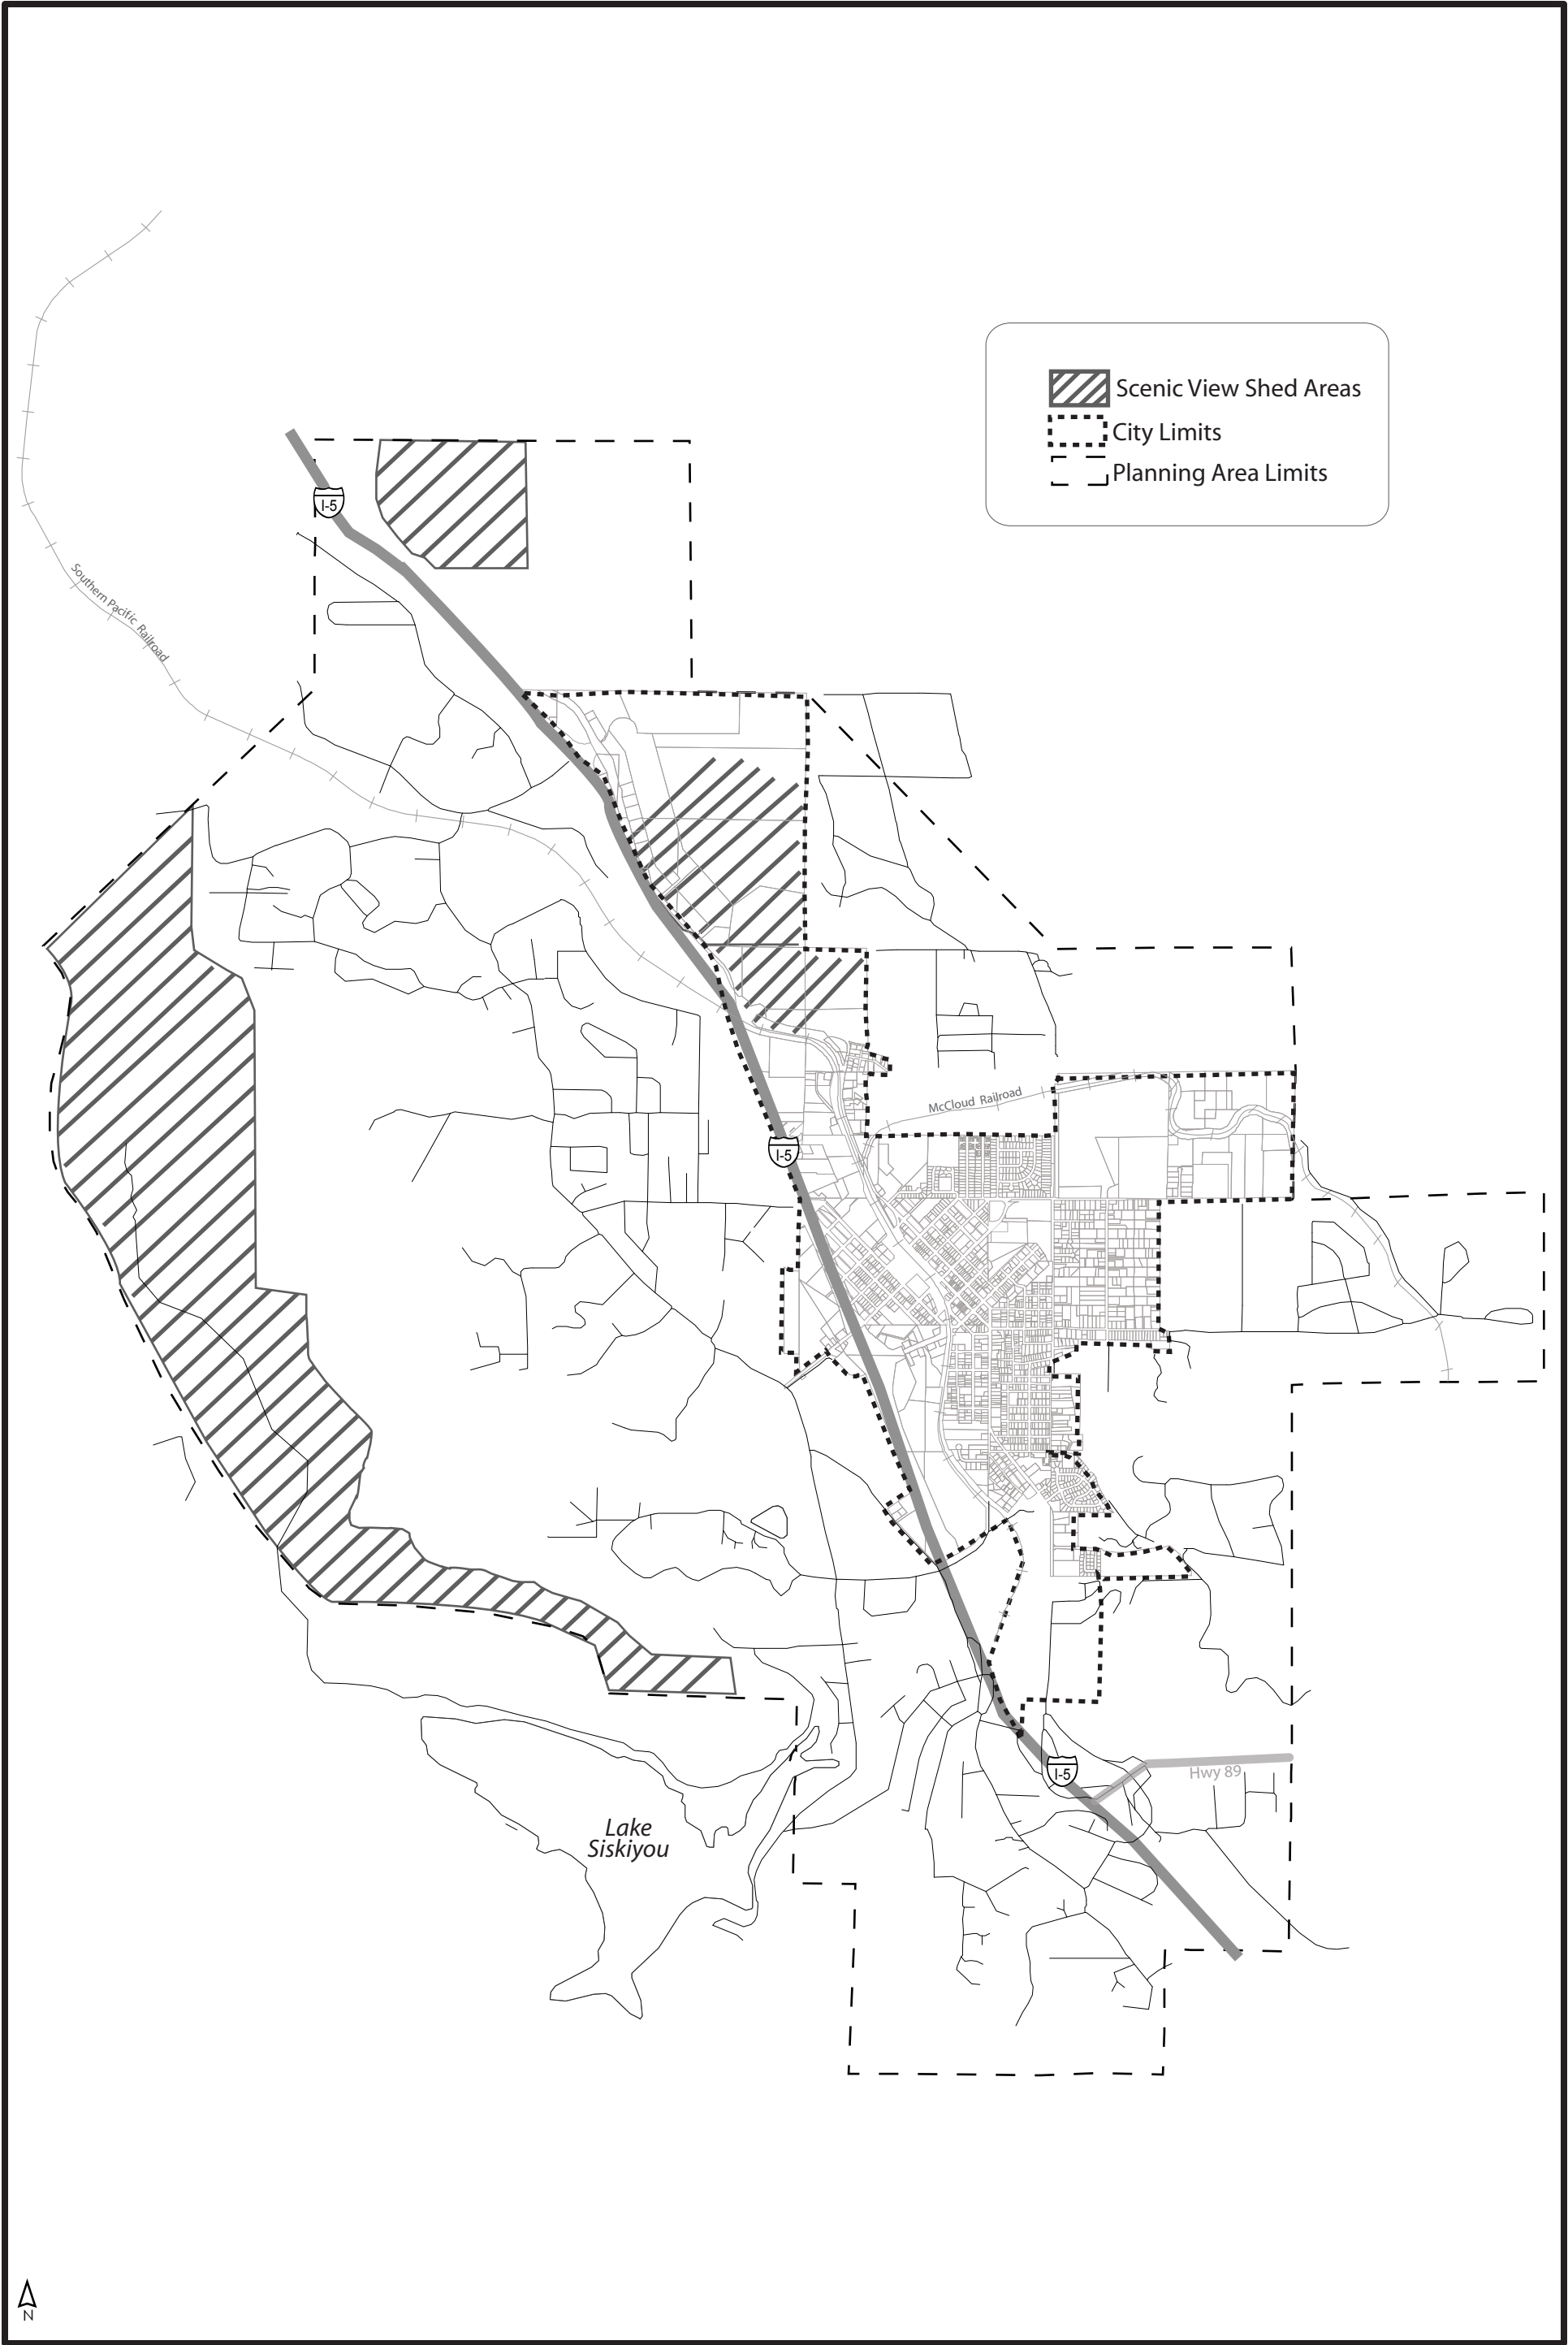 Scenic View Shed Areas
City Limits
Planning Area Limits
I-5
Southern Pacific Railroad
McCloud Railroad
I-5
I-5
Hwy 89
Lake
Siskiyou
N